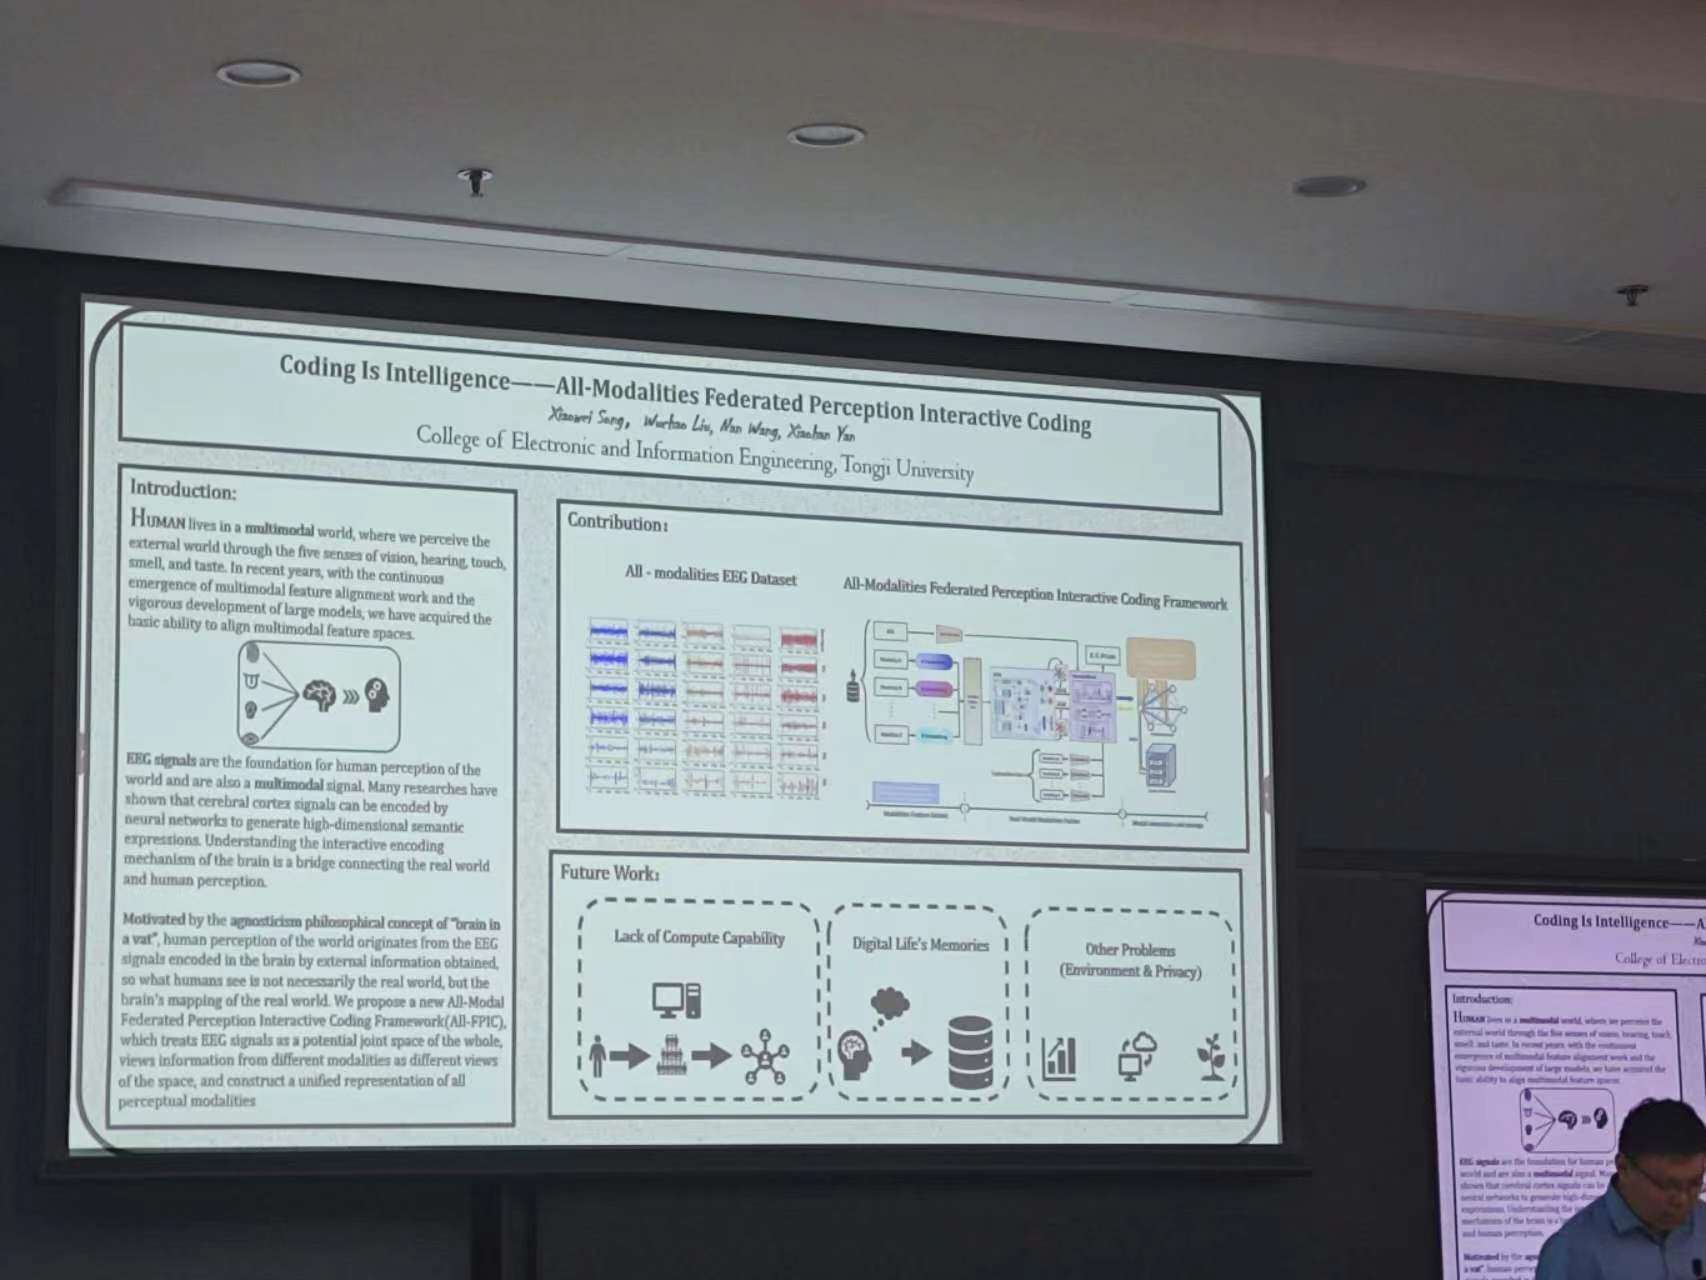 Coding Is Intelligence——All-Modalities Federated Perception Interactive Coding
Xiaowei Song, Wurhao Liu, Nan Wang, Xiaohan Yan
College of Electronic and Information Engineering, Tongji University
Introduction:
HUMAN lives in a multimodal world, where we perceive the
external world through the five senses of vision, hearing, touch,
smell, and taste. In recent years, with the continuous
emergence of multimodal feature alignment work and the
vigorous development of large models, we have acquired the
basic ability to align multimodal feature spaces.
EEG signals are the foundation for human perception of the
world and are also a multimodal signal. Many researches have
shown that cerebral cortex signals can be encoded by
neural networks to generate high-dimensional semantic
expressions. Understanding the interactive encoding
mechanism of the brain is a bridge connecting the real world
and human perception.
Motivated by the agnosticism philosophical concept of "brain in
a vat", human perception of the world originates from the EEG
signals encoded in the brain by external information obtained,
so what humans see is not necessarily the real world, but the
brain's mapping of the real world. We propose a new All-Modal
Federated Perception Interactive Coding Framework(All-FPIC),
which treats EEG signals as a potential joint space of the whole,
views information from different modalities as different views
of the space, and construct a unified representation of all
perceptual modalities
Contribution:
All - modalities EEG Dataset
All-Modalities Federated Perception Interactive Coding Framework
Future Work:
Lack of Compute Capability
Digital Life's Memories
Other Problems
(Environment & Privacy)
Coding Is Intelligence——A
College of Electro
Introduction:
HUMAN lives in a multimodal world, where we perceive the
external world through the five senses of vision, hearing, touch,
smell, and taste. In recent years, with the continuous
emergence of multimodal feature alignment work and the
vigorous development of large models, we have acquired the
basic ability to align multimodal feature spaces.
EEG signals are the foundation for human
world and are also a multimodal signal.
shown that cerebral cortex signals can be
neural networks to generate
expressions. Understanding the
mechanism of the brain is a
and human perception.
Motivated by the
a vat", human